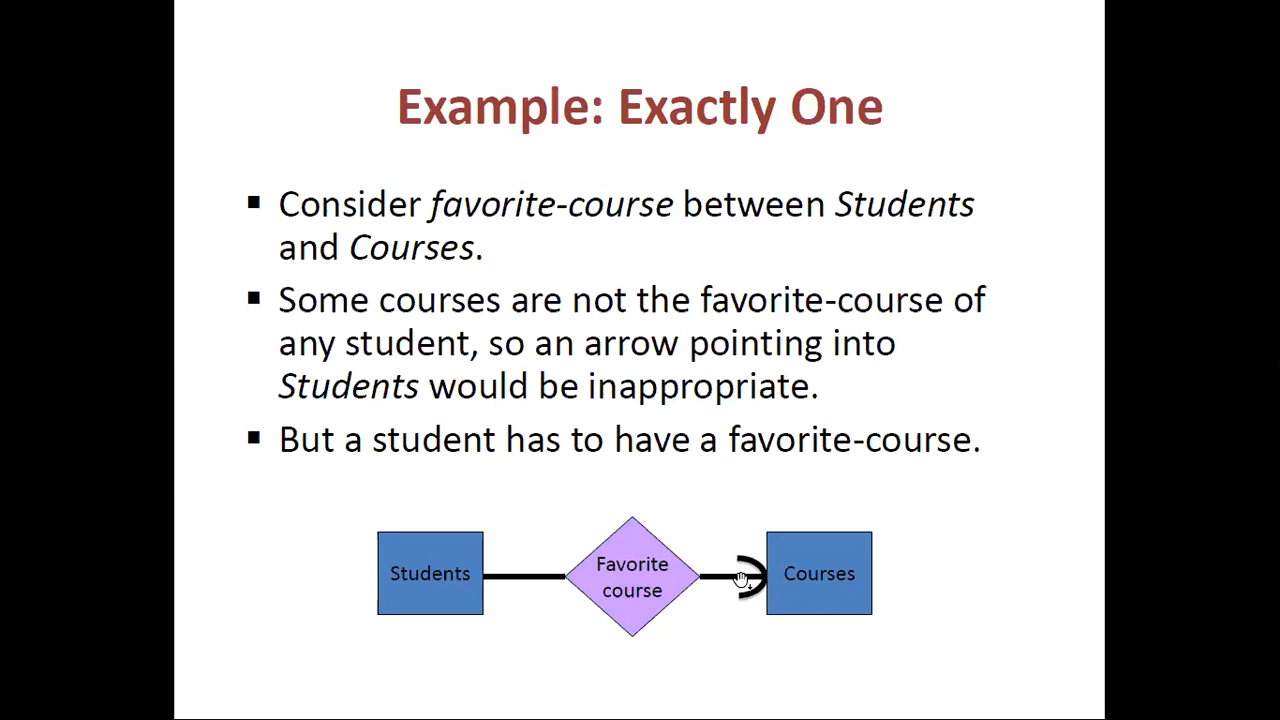 Example: Exactly One
▪ Consider favorite-course between Students
and Courses.
▪ Some courses are not the favorite-course of
any student, so an arrow pointing into
Students would be inappropriate.
▪ But a student has to have a favorite-course.
Students
Favorite
course
Courses